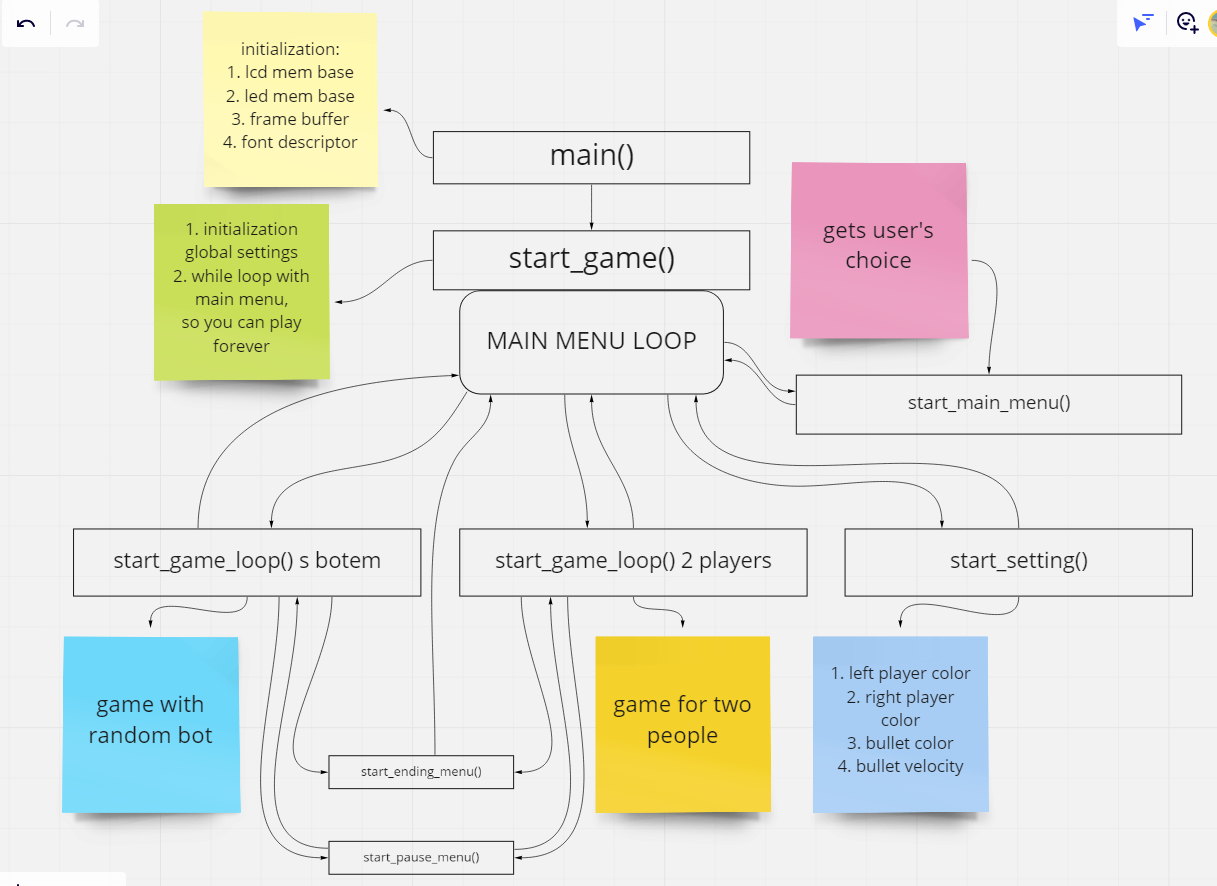 initialization:
1. lcd mem base
2. led mem base
3. frame buffer
4. font descriptor
main()
1. initialization
global settings
2. while loop with
main menu,
so you can play
forever
start_game()
gets user's
choice
MAIN MENU LOOP
start_main_menu()
start_game_loop() s botem
start_game_loop() 2 players
start_setting()
game with
random bot
game for two
people
1. left player color
2. right player
color
3. bullet color
4. bullet velocity
start_ending_menu()
start_pause_menu()